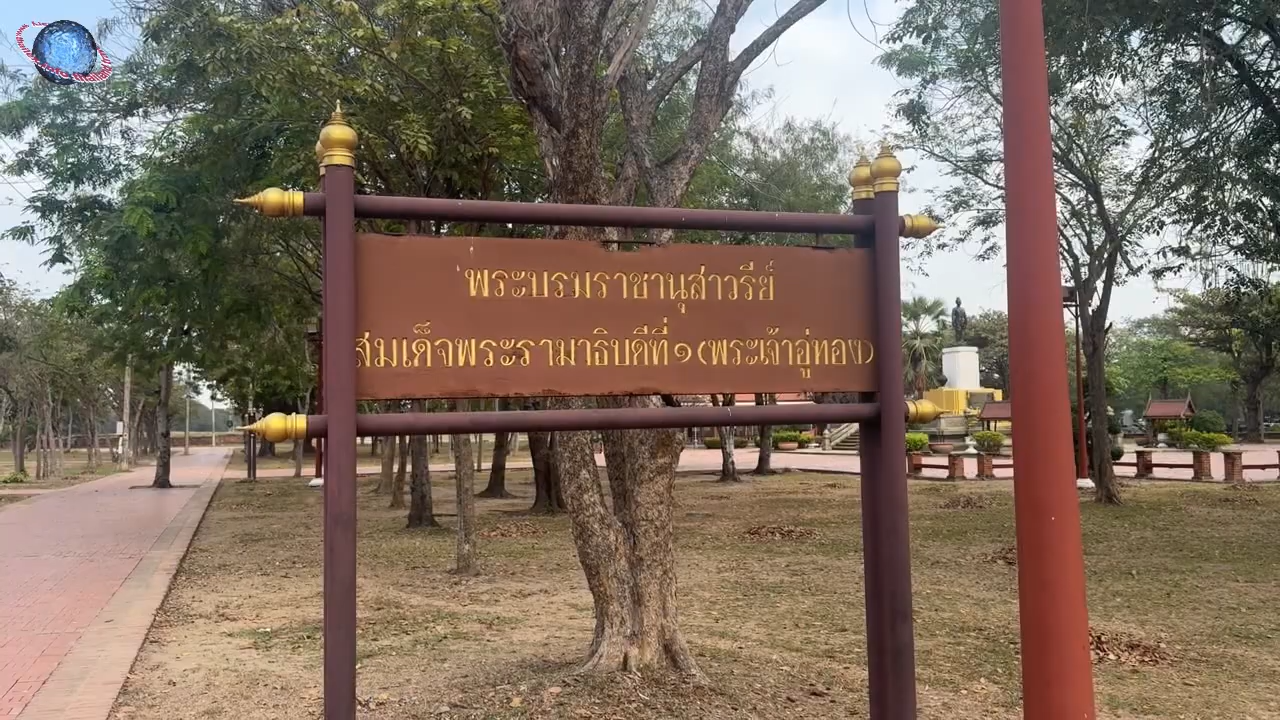 พระบรมราชานุสาวรีย์
สมเด็จพระรามาธิบดีที่ ๑ (พระเจ้าอู่ทอง)